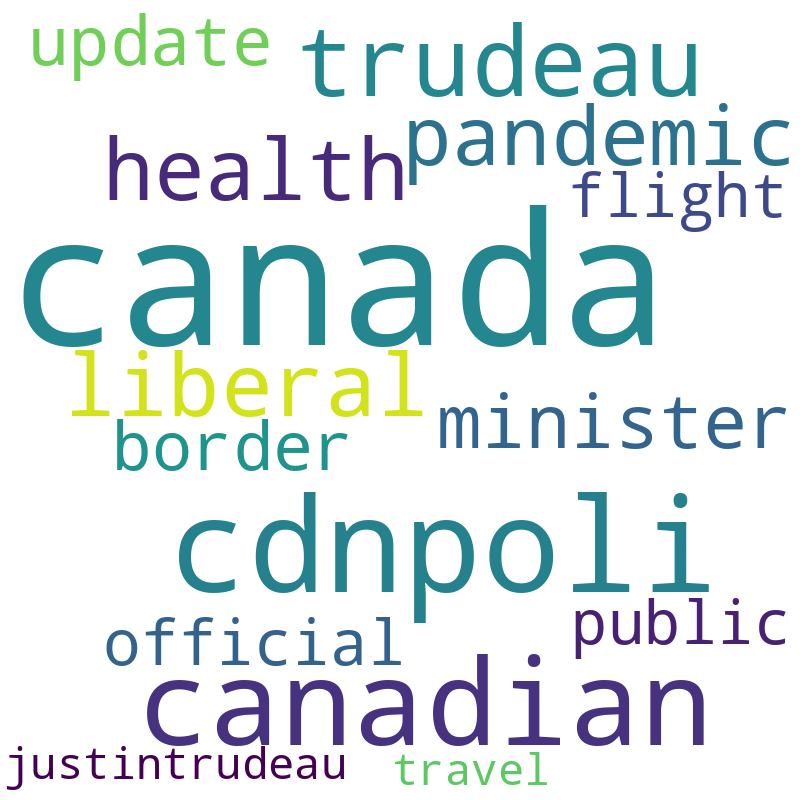 update
trudeau
pandemic
health
flight
canada
liberal
minister
border
cdnpoli
public
official
canadian
justintrudeau
travel